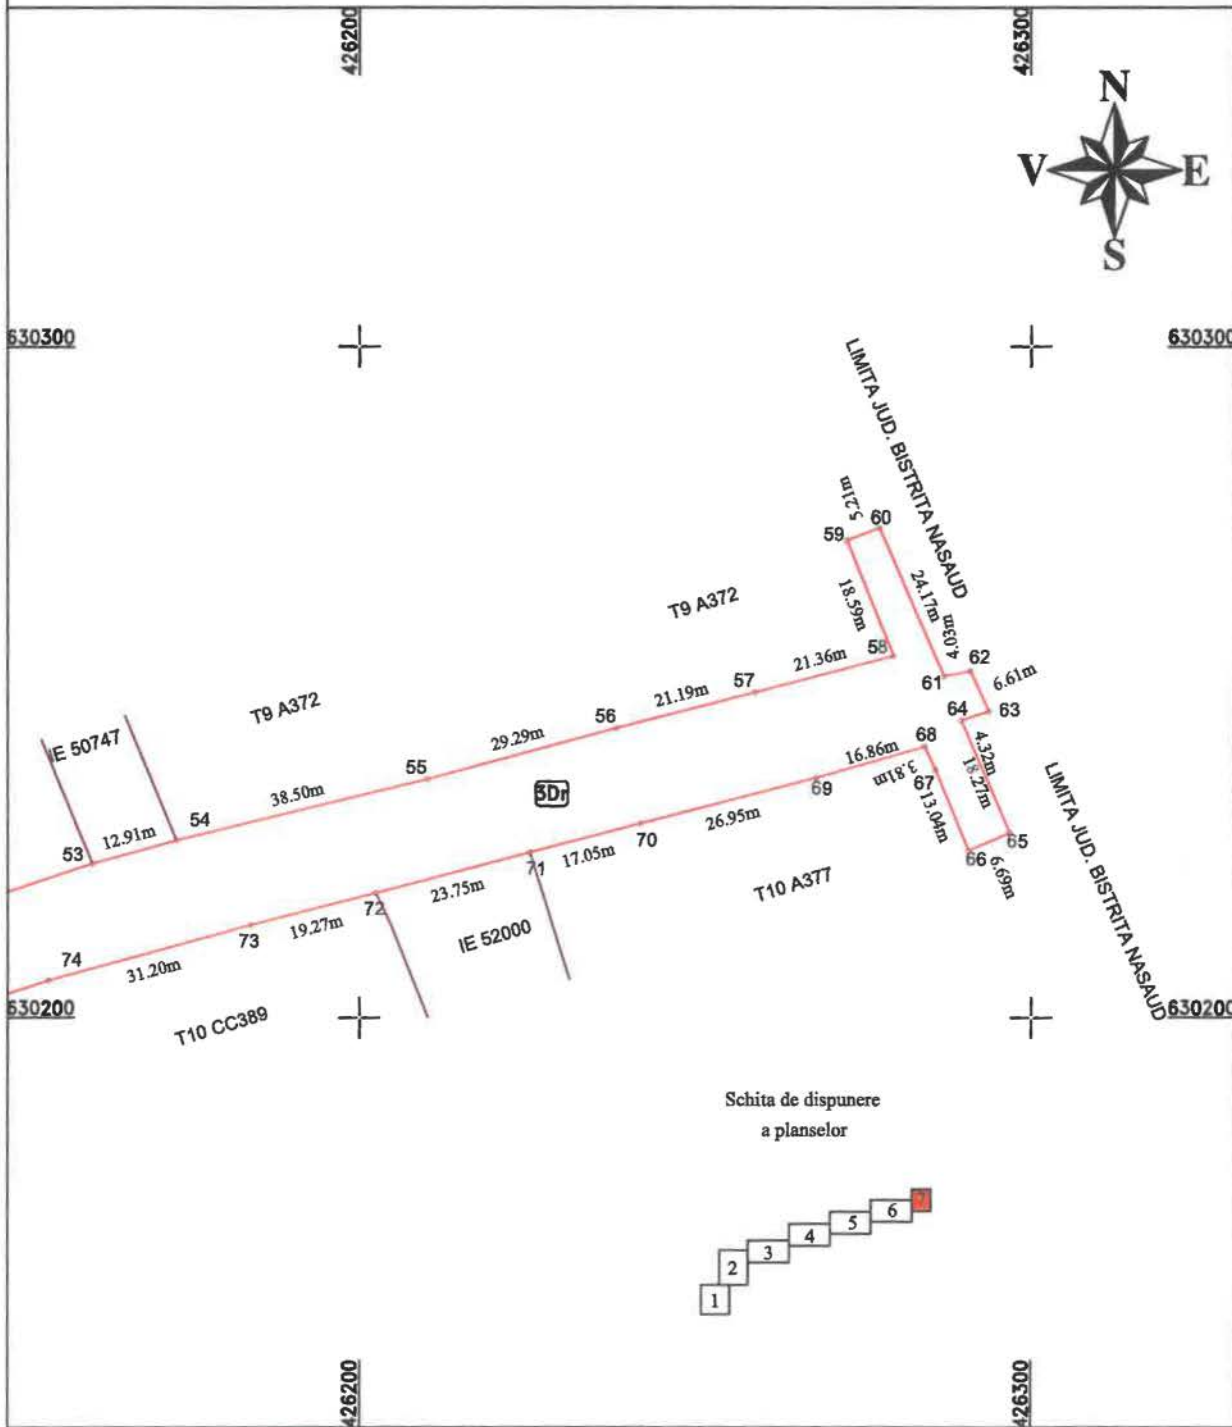 426200
426300
N
V
E
S
630300
630300
LIMITA JUD. BISTRITA NASAUD
5.21m
60
59
24.17m
18.59m
T9 A372
4.03m
62
58
61
6.61m
21.36m
57
63
64
21.19m
T9 A372
56
68
4.32m
IE 50747
29.29m
16.86m
18.27m
55
3.81m
67
LIMITA JUD. BISTRITA NASAUD
38.50m
3Dr
69
13.04m
54
26.95m
12.91m
65
53
70
66
6.69m
17.05m
71
T10 A377
23.75m
72
19.27m
IE 52000
73
74
31.20m
630200
T10 CC389
630200
Schita de dispunere
a planselor
7
6
5
4
3
2
1
426200
426300